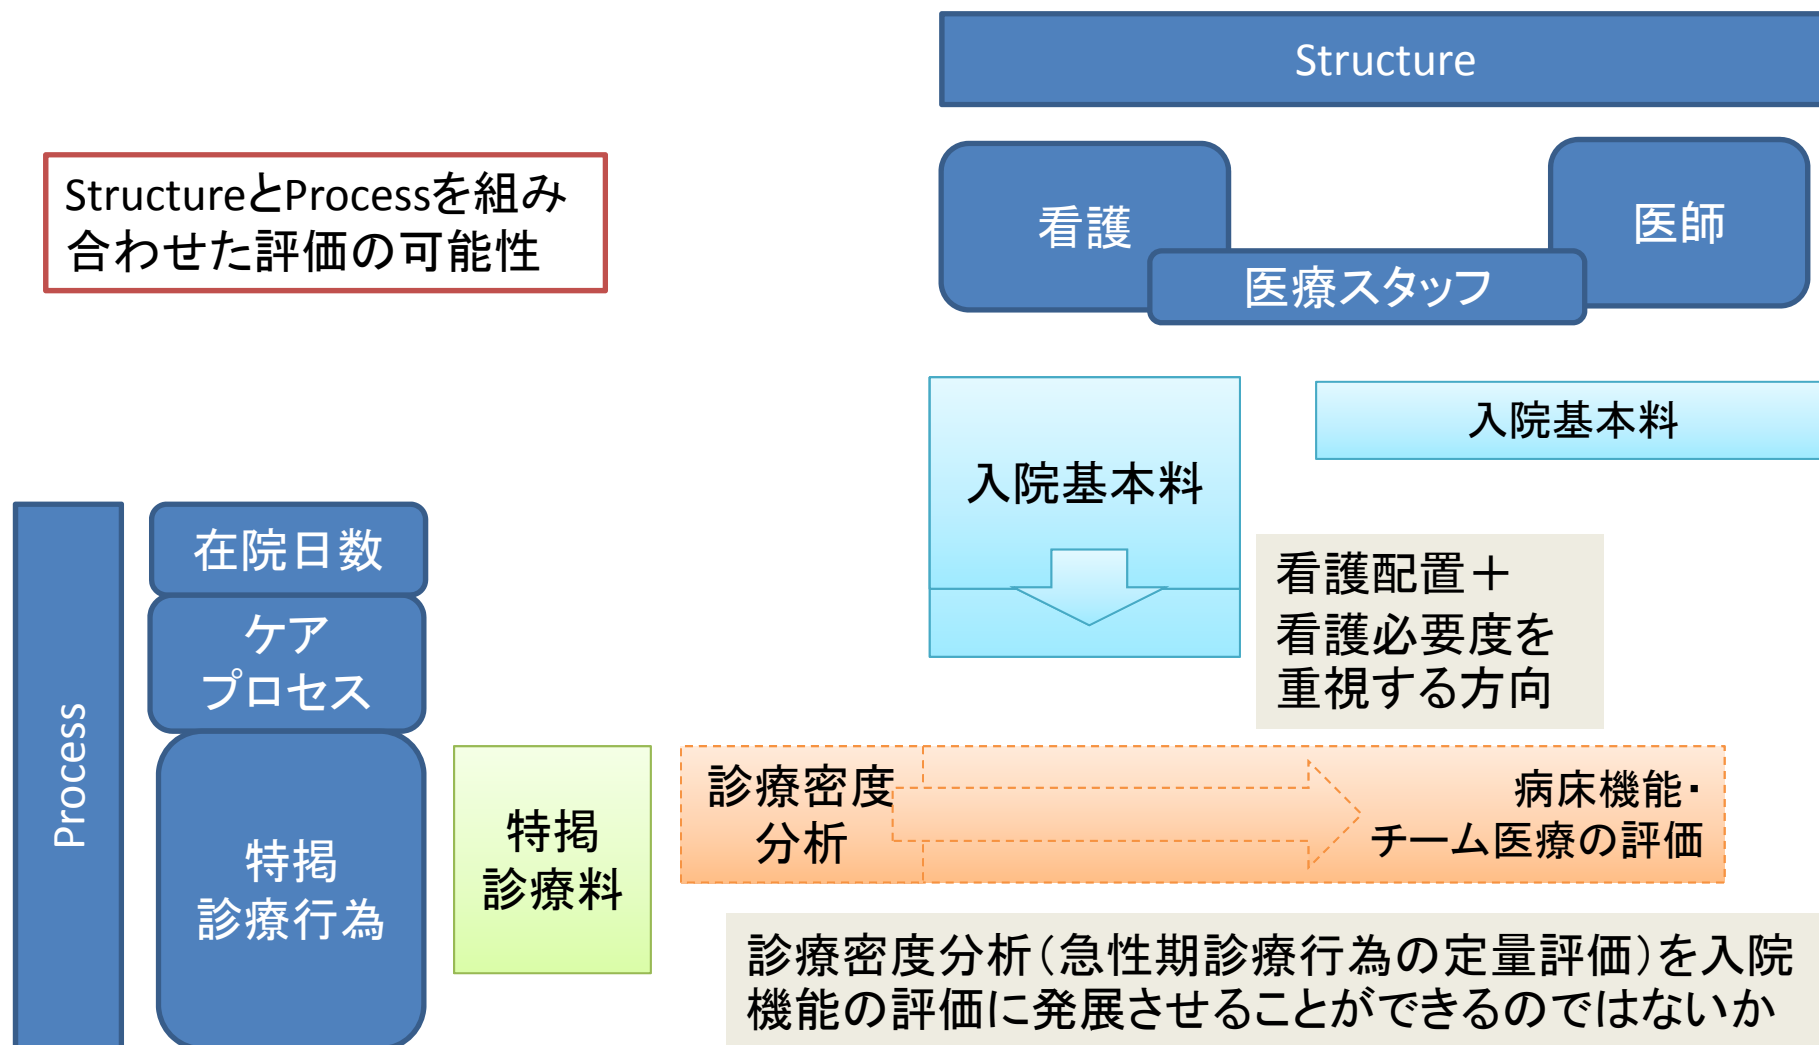 Structure
StructureとProcessを組み
合わせた評価の可能性
看護
医師
医療スタッフ
入院基本料
入院基本料
看護配置＋
看護必要度を
重視する方向
Process
在院日数
ケア
プロセス
特掲
診療行為
特掲
診療料
診療密度
分析
病床機能・
チーム医療の評価
診療密度分析（急性期診療行為の定量評価）を入院
機能の評価に発展させることができるのではないか